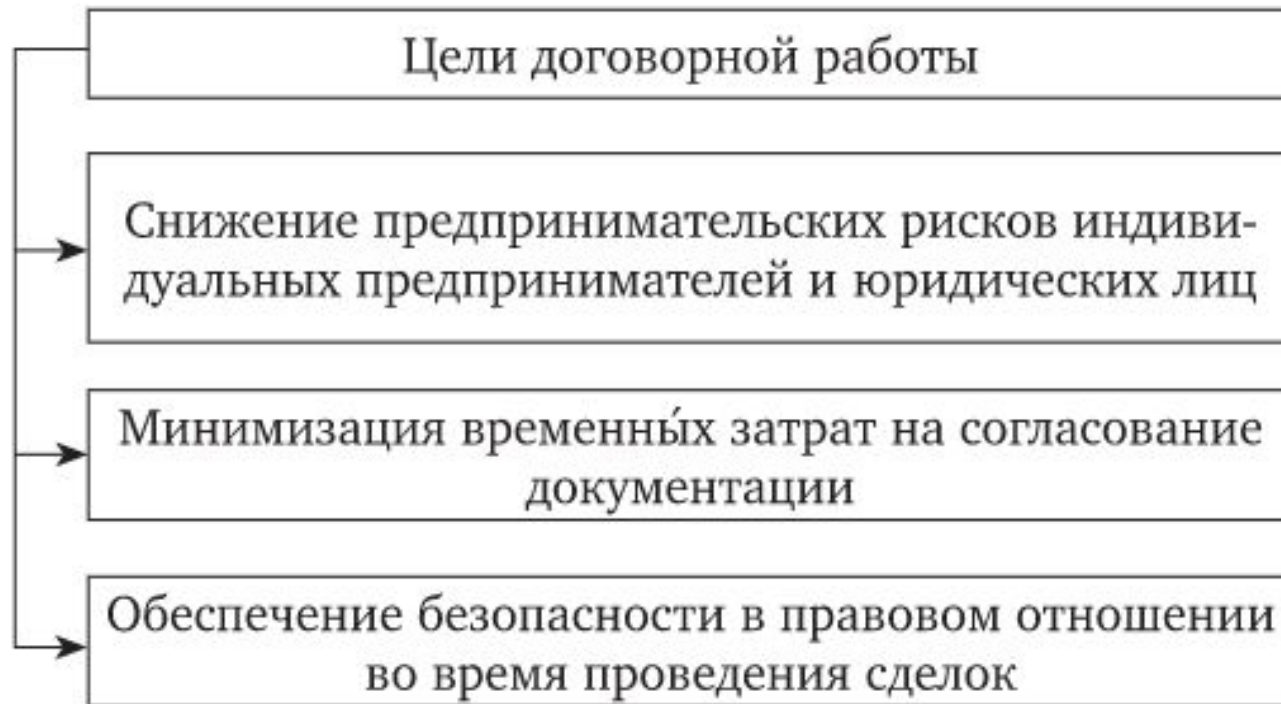 Цели договорной работы
Снижение предпринимательских рисков индиви-
дуальных предпринимателей и юридических лиц
Минимизация временны́х затрат на согласование
документации
Обеспечение безопасности в правовом отношении
во время проведения сделок